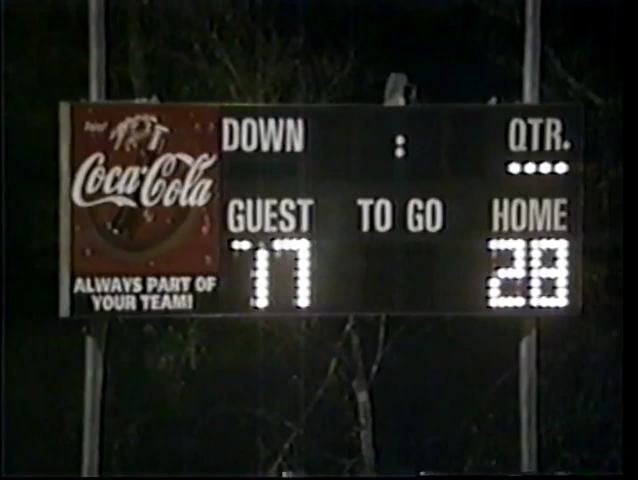 Coca-Cola
ALWAYS PART OF
YOUR TEAM!
DOWN : QTR.
GUEST TO GO HOME
77 28